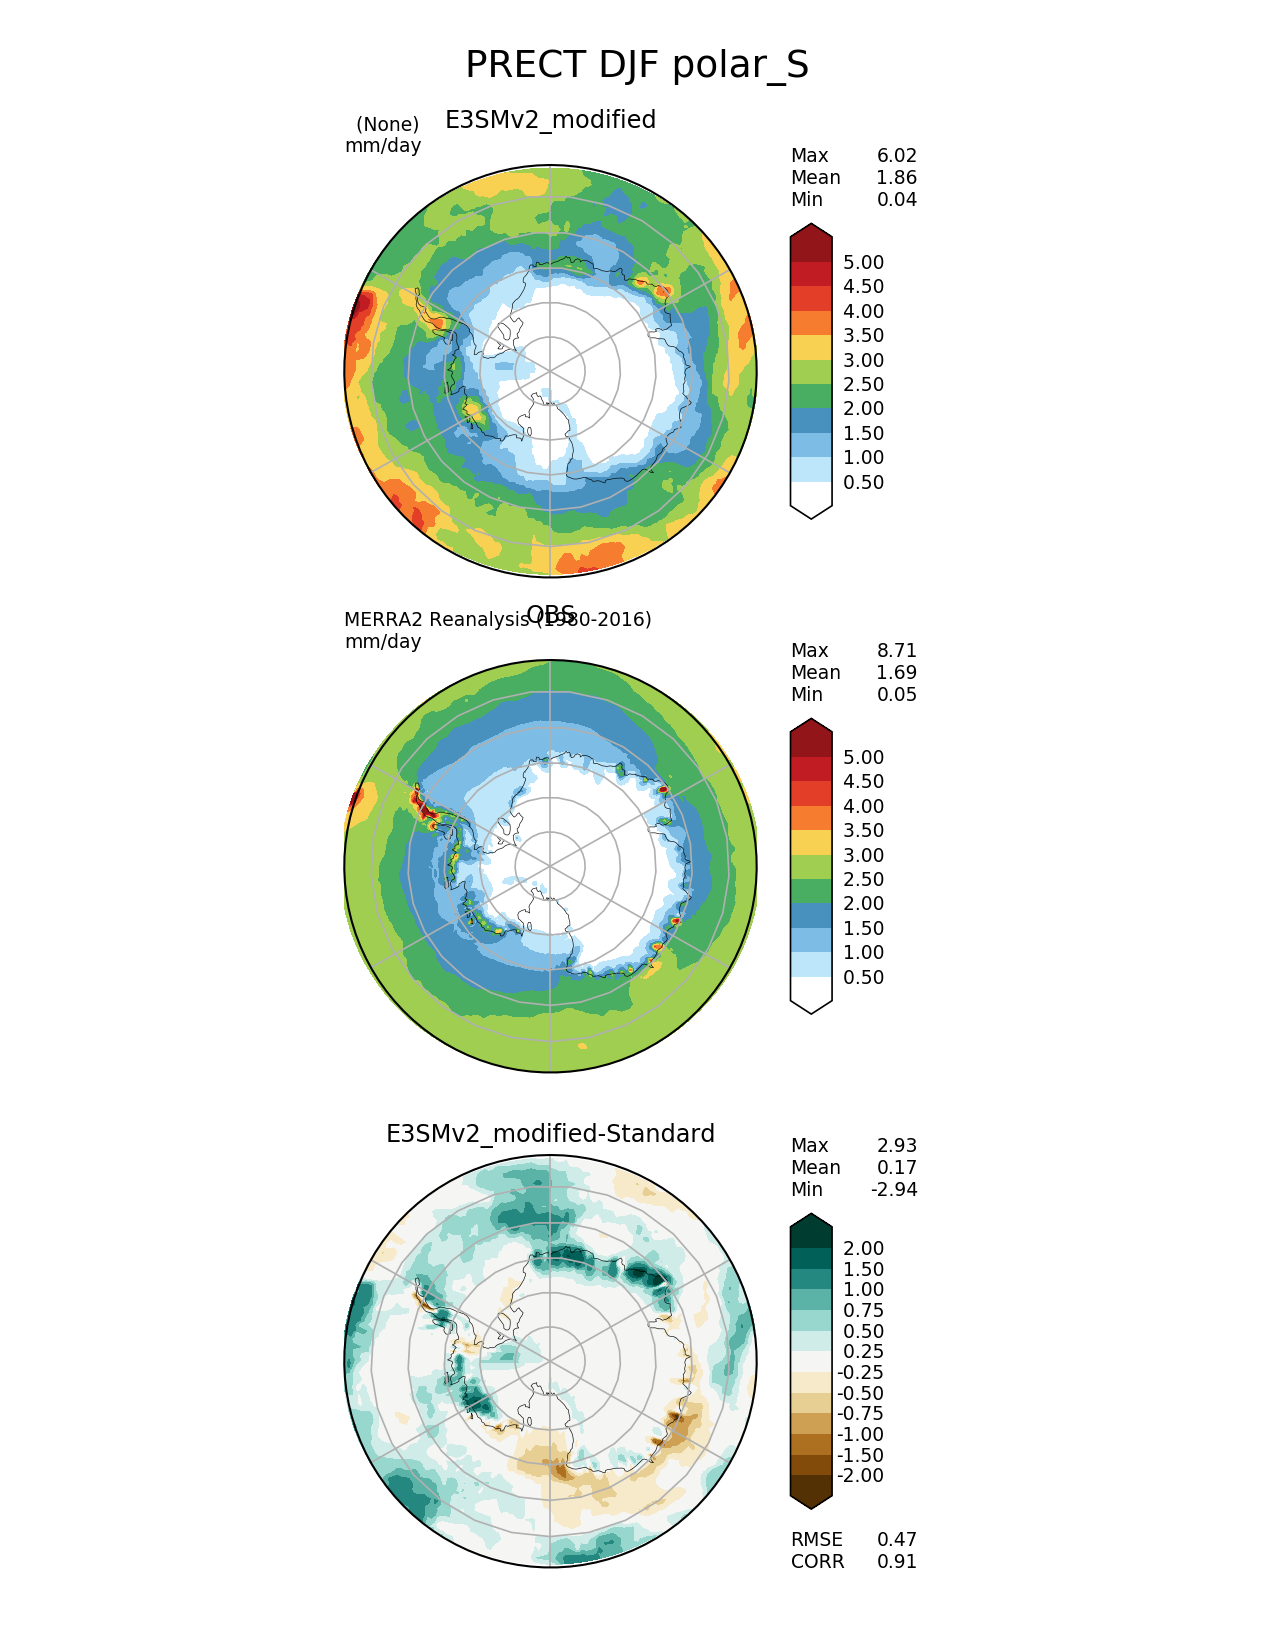 PRECT DJF polar_S
(None)
E3SMv2_modified
mm/day
Max 6.02
Mean 1.86
Min 0.04
5.00
4.50
4.00
3.50
3.00
2.50
2.00
1.50
1.00
0.50
OBS
MERRA2 Reanalysis (1980-2016)
mm/day
Max 8.71
Mean 1.69
Min 0.05
5.00
4.50
4.00
3.50
3.00
2.50
2.00
1.50
1.00
0.50
E3SMv2_modified-Standard
Max 2.93
Mean 0.17
Min -2.94
2.00
1.50
1.00
0.75
0.50
0.25
-0.25
-0.50
-0.75
-1.00
-1.50
-2.00
RMSE 0.47
CORR 0.91